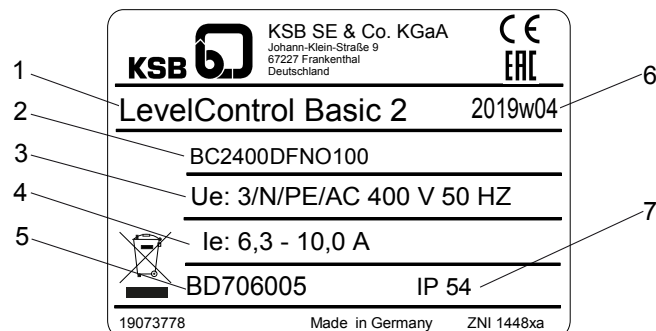 KSB
KSB SE & Co. KGaA
Johann-Klein-Straße 9
67227 Frankenthal
Deutschland
CE
EAC
1
LevelControl Basic 2
2019w04
6
2
BC2400DFNO100
3
Ue: 3/N/PE/AC 400 V 50 HZ
4
Ie: 6,3 - 10,0 A
7
5
BD706005
IP 54
19073778
Made in Germany
ZNI 1448xa